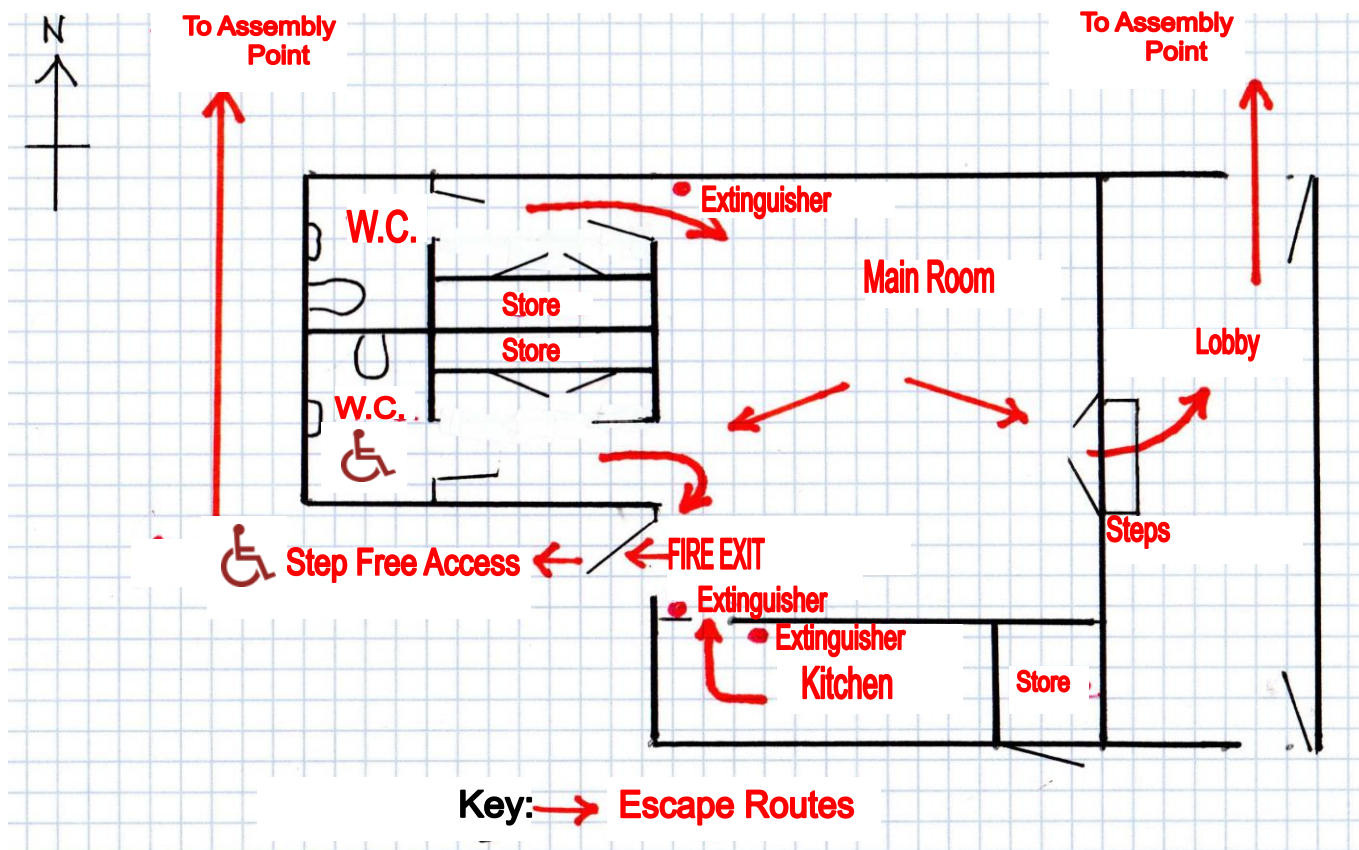 N
To Assembly
Point
To Assembly
Point
W.C.
Extinguisher
Main Room
Store
Store
Lobby
W.C.
Steps
Step Free Access
FIRE EXIT
Extinguisher
Extinguisher
Kitchen
Store
Key:
Escape Routes